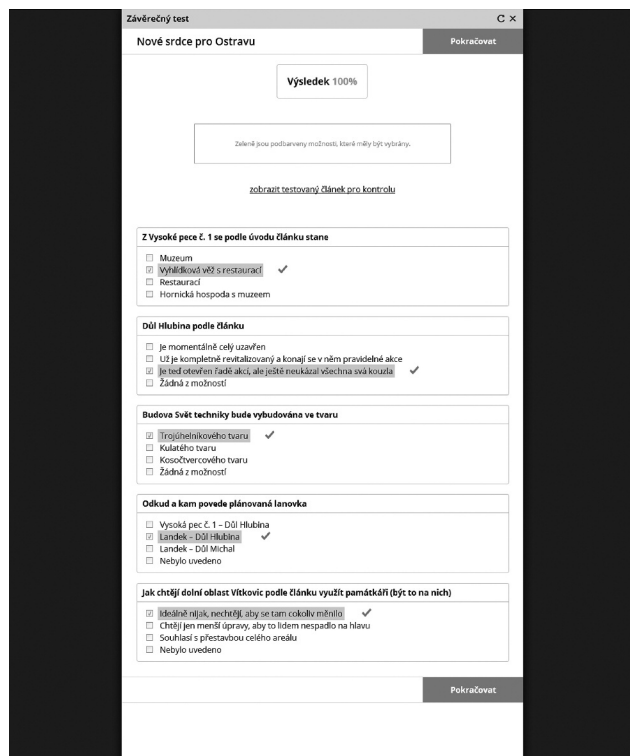 Závěrečný test
Nové srdce pro Ostravu
Pokračovat
Výsledek 100%
Zeleně jsou podbarveny možnosti, které měly být vybrány.
zobrazit testovaný článek pro kontrolu
Z Vysoké pece č. 1 se podle úvodu článku stane
Muzeum
Vyhlídková věž s restaurací
Restaurací
Hornická hospoda s muzeem
Důl Hlubina podle článku
Je momentálně celý uzavřen
Už je kompletně revitalizovaný a konají se v něm pravidelné akce
Je teď otevřen řadě akcí, ale ještě neukázal všechna svá kouzla
Žádná z možností
Budova Svět techniky bude vybudována ve tvaru
Trojúhelníkového tvaru
Kulatého tvaru
Kosočtvercového tvaru
Žádná z možností
Odkud a kam povede plánovaná lanovka
Vysoká pec č. 1 – Důl Hlubina
Landek – Důl Hlubina
Landek – Důl Michal
Nebylo uvedeno
Jak chtějí dolní oblast Vítkovic podle článku využít památkáři (být to na nich)
Ideálně nijak, nechtějí, aby se tam cokoliv měnilo
Chtějí jen menší úpravy, aby to lidem nespadlo na hlavu
Souhlasí s přestavbou celého areálu
Nebylo uvedeno
Pokračovat